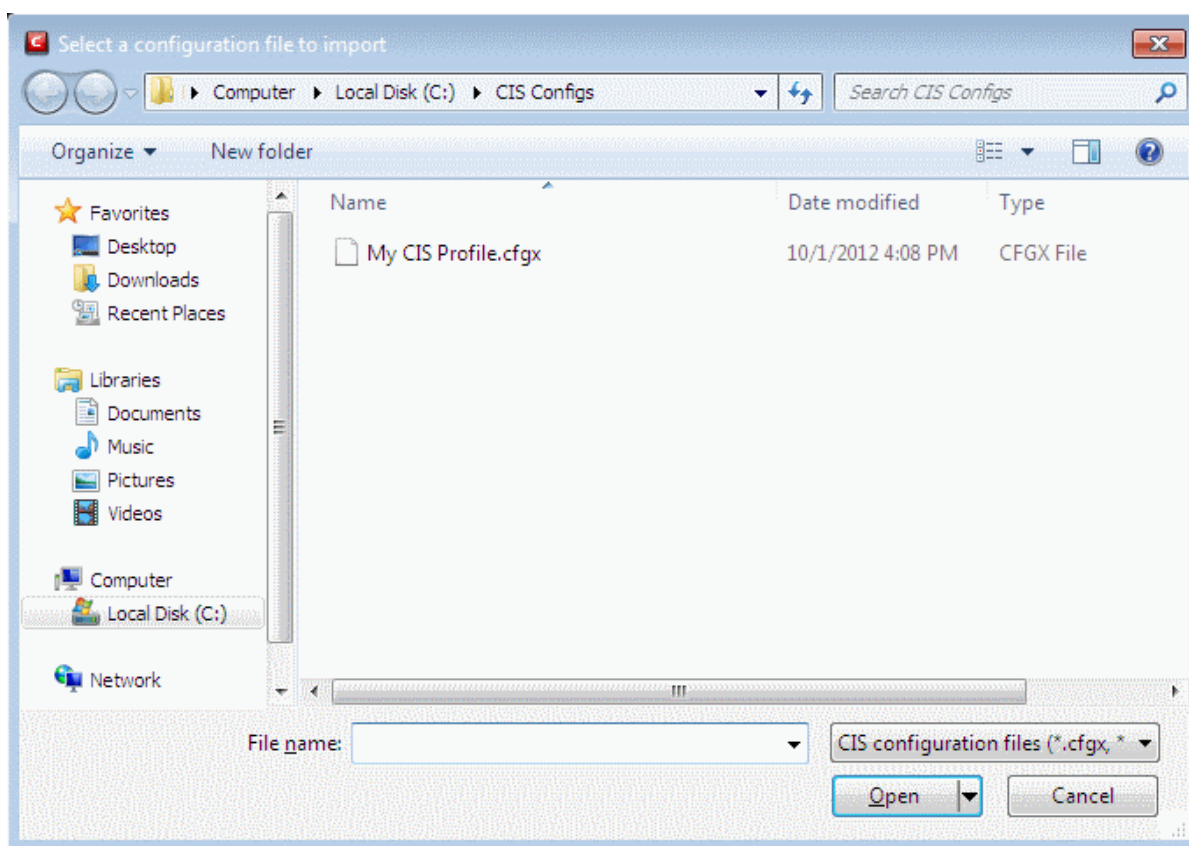 Select a configuration file to import
Computer Local Disk (C:) CIS Configs
Search CIS Configs
Organize New folder
Name Date modified Type
My CIS Profile.cfgx 10/1/2012 4:08 PM CFGX File
Favorites
Desktop
Downloads
Recent Places
Libraries
Documents
Music
Pictures
Videos
Computer
Local Disk (C:)
Network
File name:
CIS configuration files (*.cfgx, *
Open Cancel